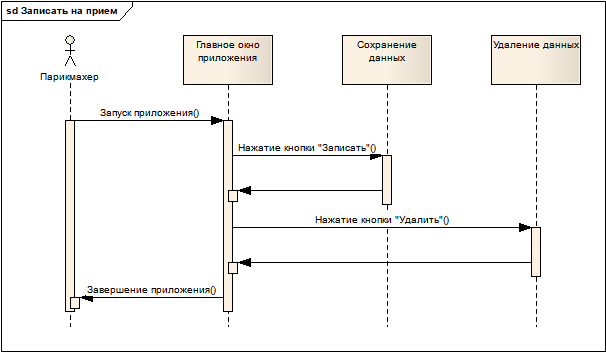 sd Записать на прием
Главное окно
приложения
Сохранение
данных
Удаление данных
Парикмахер
Запуск приложения()
Нажатие кнопки "Записать"()
Нажатие кнопки "Удалить"()
Завершение приложения()